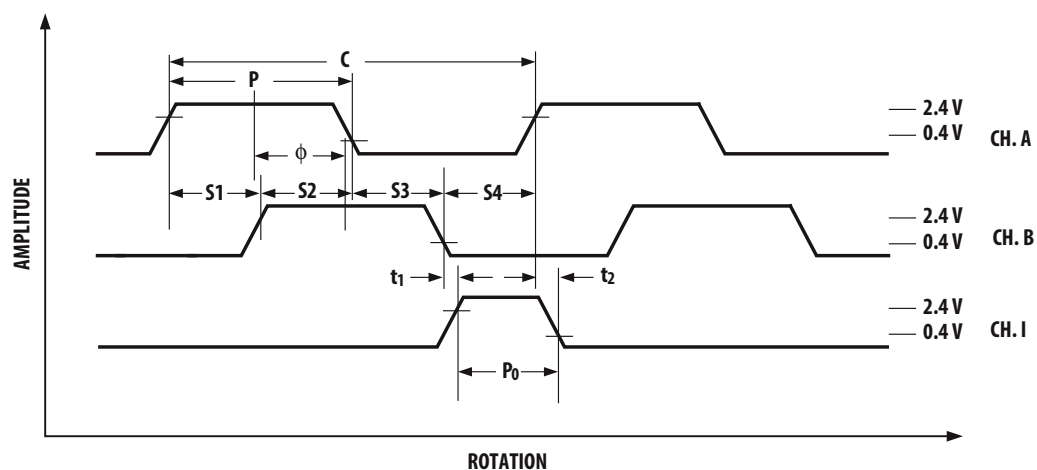 C
P
2.4 V
0.4 V
CH. A
ϕ
S1
S2
S3
S4
AMPLITUDE
2.4 V
0.4 V
CH. B
t1
t2
2.4 V
0.4 V
CH. I
P0
ROTATION